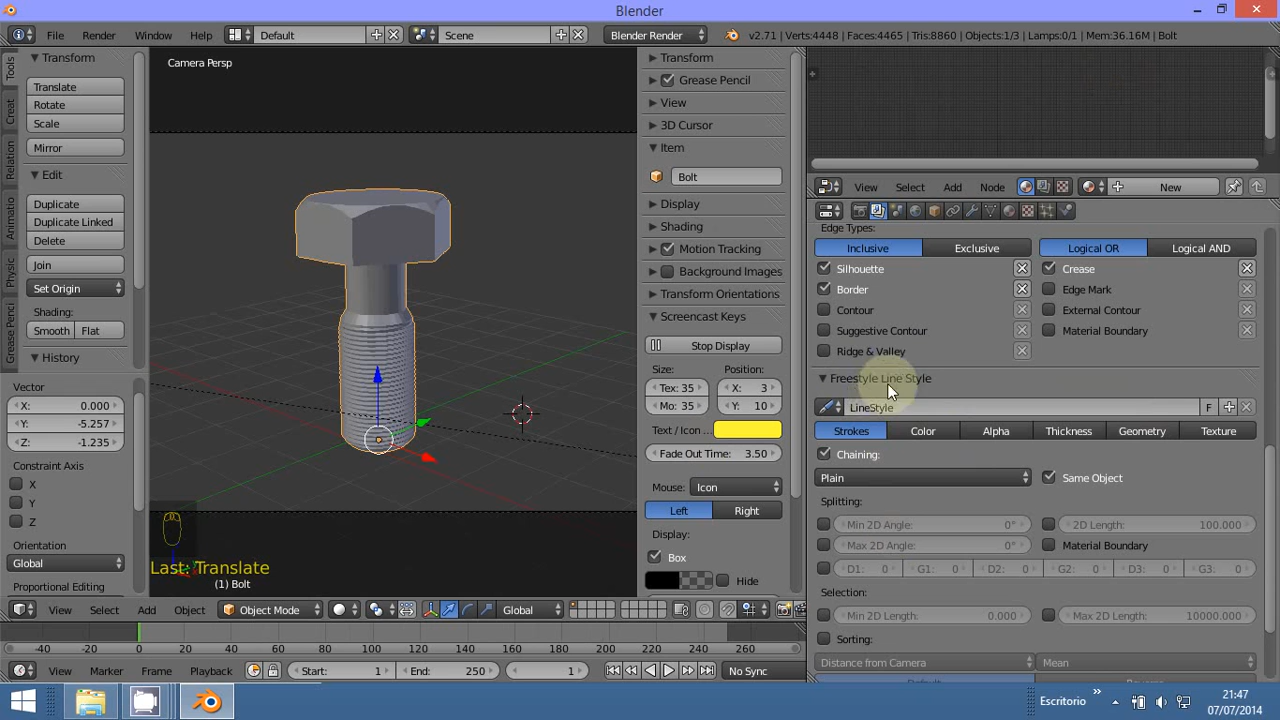 Blender
File Render Window Help Default Scene Blender Render v2.71 | Verts:4448 | Faces:4465 | Tris:8860 | Objects:1/3 | Lamps:0/1 | Mem:36.16M | Bolt
Tools
Creat
Relation
Animatio
Physic
Grease Penci
Transform
Translate
Rotate
Scale
Mirror
Edit
Duplicate
Duplicate Linked
Delete
Join
Set Origin
Shading:
Smooth Flat
History
Vector
X: 0.000
Y: -5.257
Z: -1.235
Constraint Axis
X
Y
Z
Orientation
Global
Proportional Editing
Camera Persp
Last: Translate
(1) Bolt
Transform
Grease Pencil
View
3D Cursor
Item
Bolt
Display
Shading
Motion Tracking
Background Images
Transform Orientations
Screencast Keys
Stop Display
Size: Position:
Tex: 35 X: 3
Mo: 35 Y: 10
Text / Icon ...
Fade Out Time: 3.50
Mouse: Icon
Left Right
Display:
Box
Hide
View Select Add Node New
Edge Types:
Inclusive Exclusive Logical OR Logical AND
Silhouette Crease
Border Edge Mark
Contour External Contour
Suggestive Contour Material Boundary
Ridge & Valley
Freestyle Line Style
LineStyle F
Strokes Color Alpha Thickness Geometry Texture
Chaining:
Plain Same Object
Splitting:
Min 2D Angle: 0° 2D Length: 100.000
Max 2D Angle: 0° Material Boundary
D1: 0 G1: 0 D2: 0 G2: 0 D3: 0 G3: 0
Selection:
Min 2D Length: 0.000 Max 2D Length: 10000.000
Sorting:
Distance from Camera Mean
Default Reverse
View Select Add Object Object Mode Global
-40 -20 0 20 40 60 80 100 120 140 160 180 200 220 240 260
View Marker Frame Playback Start: 1 End: 250 1 No Sync
Escritorio » 21:47
07/07/2014